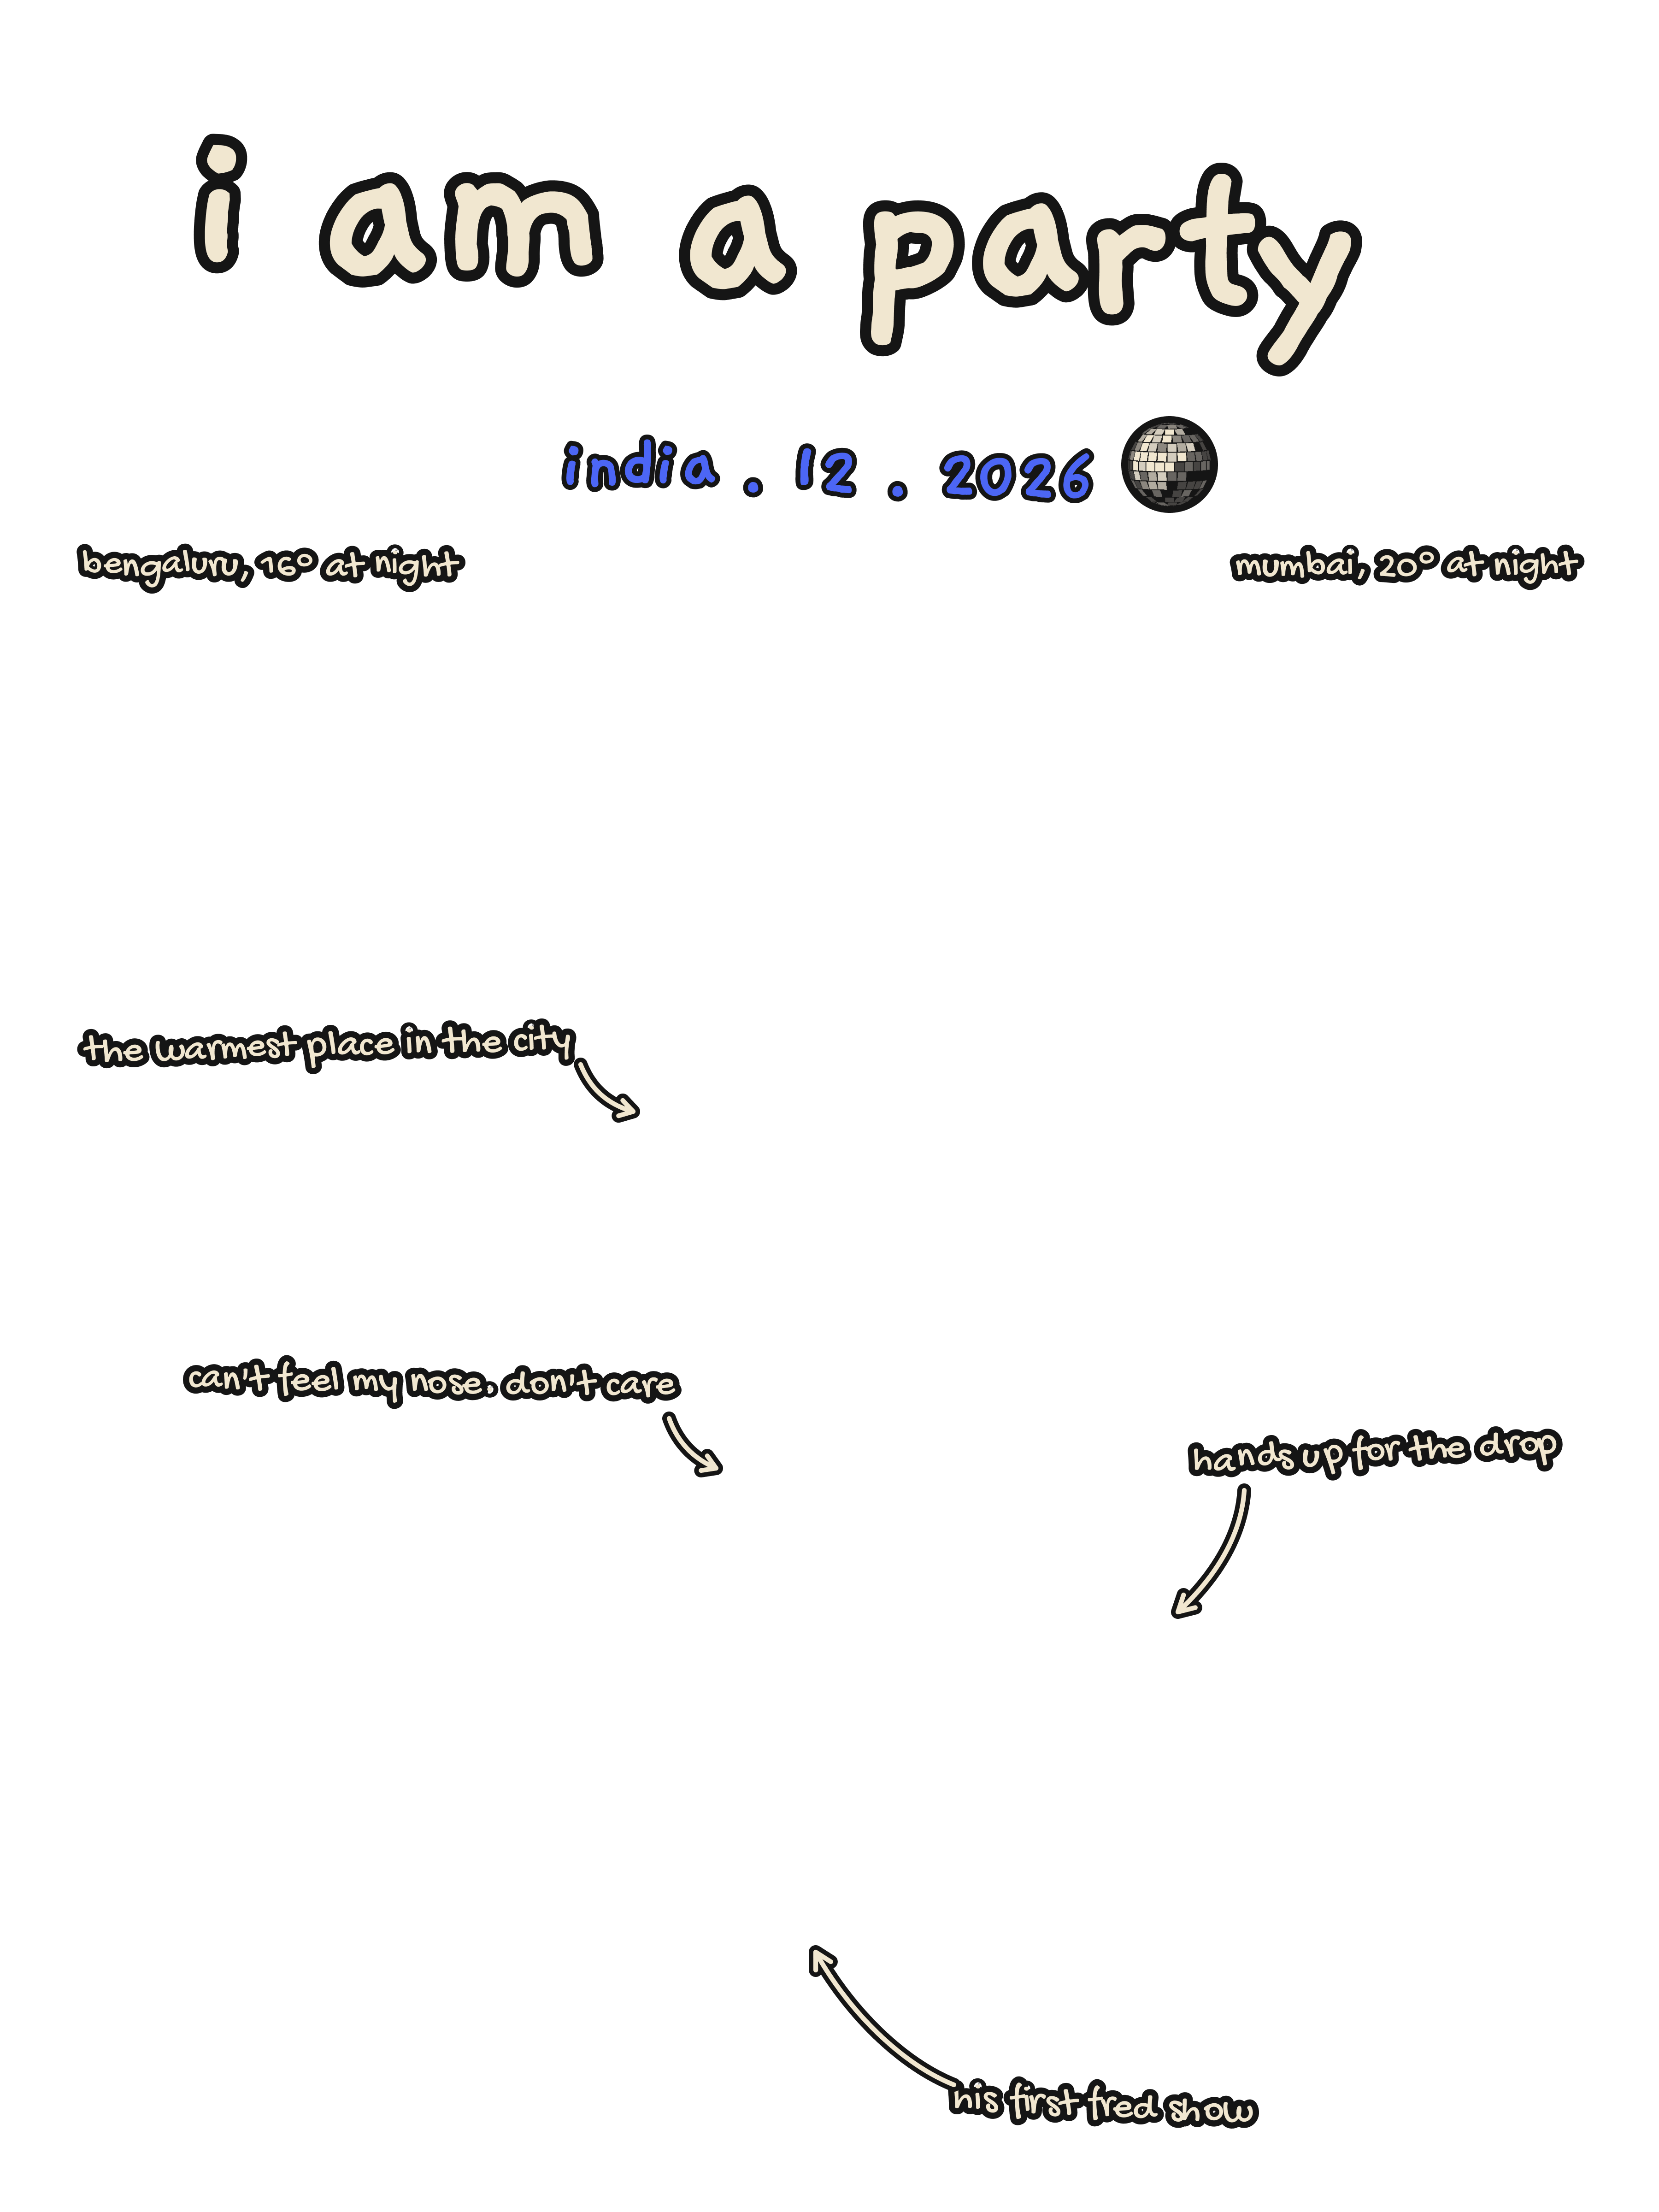 i am a party
india . 12 . 2026
bengaluru, 16° at night
mumbai, 20° at night
the warmest place in the city
can't feel my nose. don't care
hands up for the drop
his first fred show